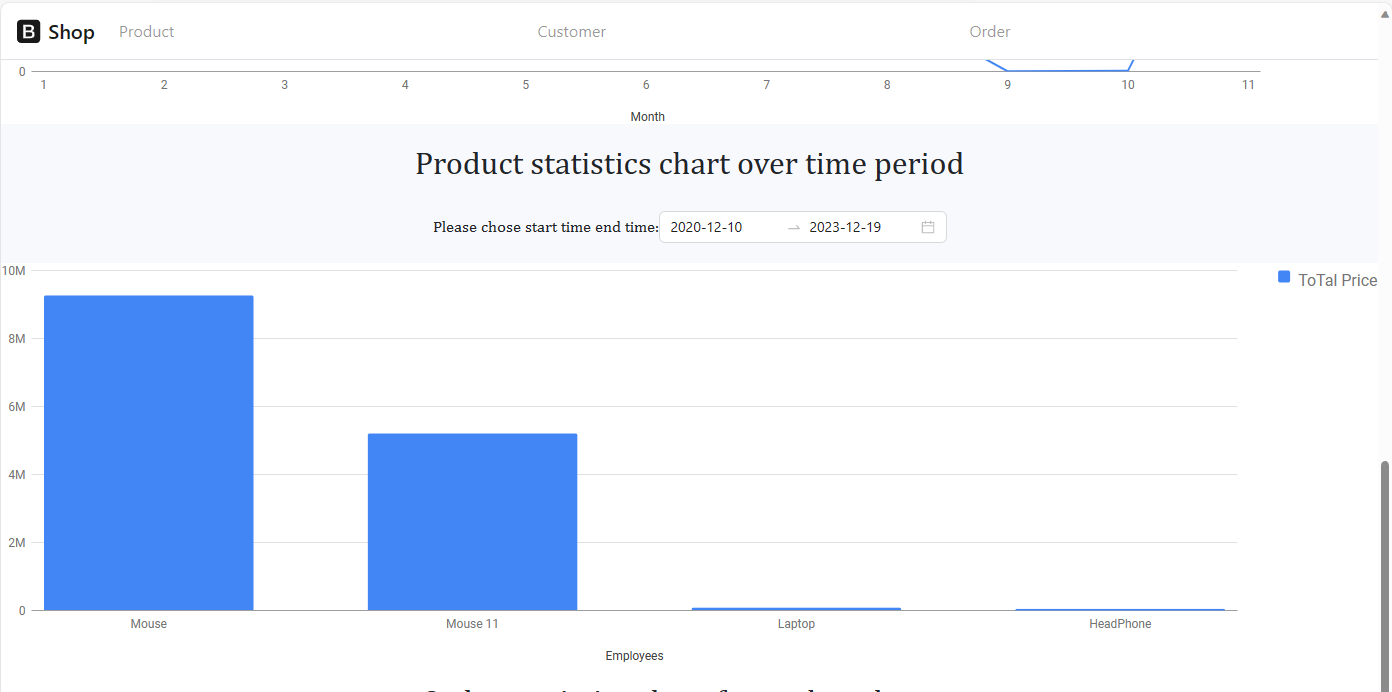 B Shop Product Customer Order
0
1 2 3 4 5 6 7 8 9 10 11
Month
Product statistics chart over time period
Please chose start time end time: 2020-12-10 2023-12-19
10M
ToTal Price
8M
6M
4M
2M
0
Mouse Mouse 11 Laptop HeadPhone
Employees